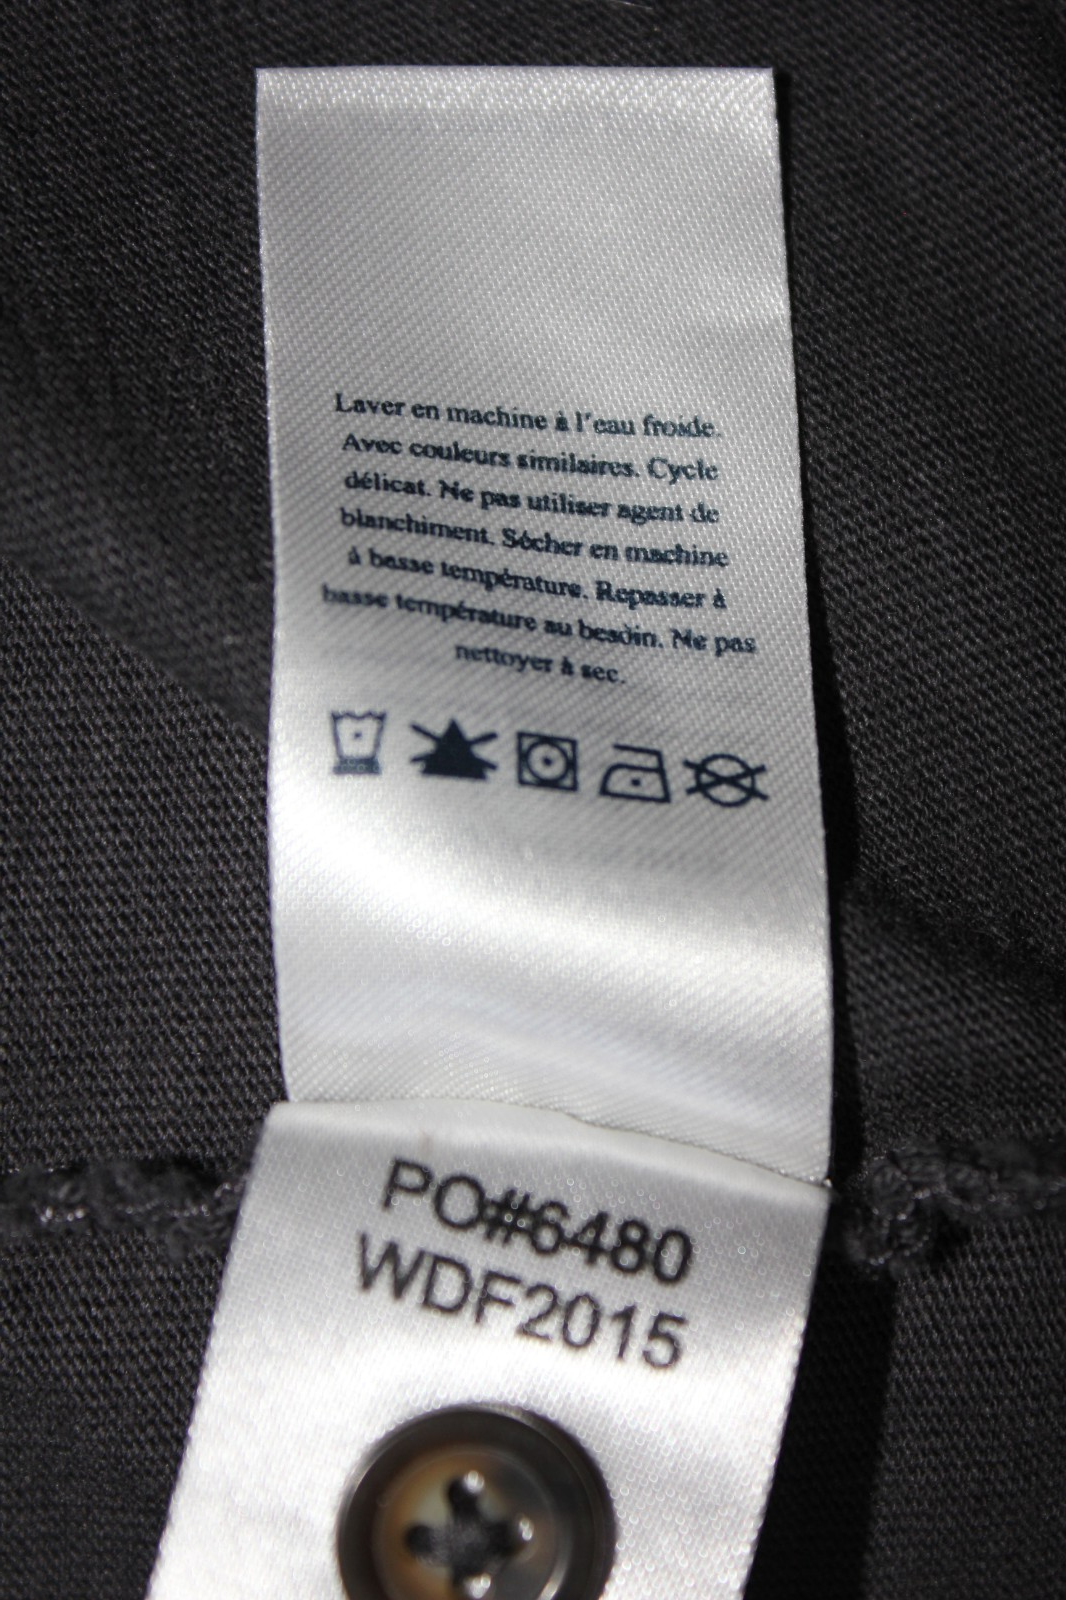 Laver en machine à l'eau froide.
Avec couleurs similaires. Cycle
délicat. Ne pas utiliser agent de
blanchiment. Sécher en machine
à basse température. Repasser à
basse température au besoin. Ne pas
nettoyer à sec.
PO#6480
WDF2015